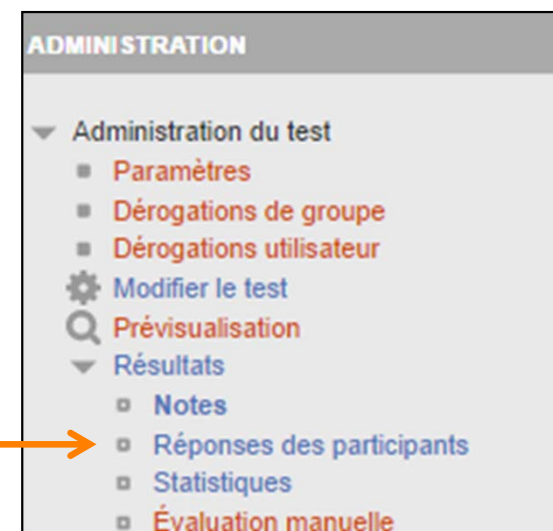 ADMINISTRATION
Administration du test
Paramètres
Dérogations de groupe
Dérogations utilisateur
Modifier le test
Prévisualisation
Résultats
Notes
Réponses des participants
Statistiques
Évaluation manuelle